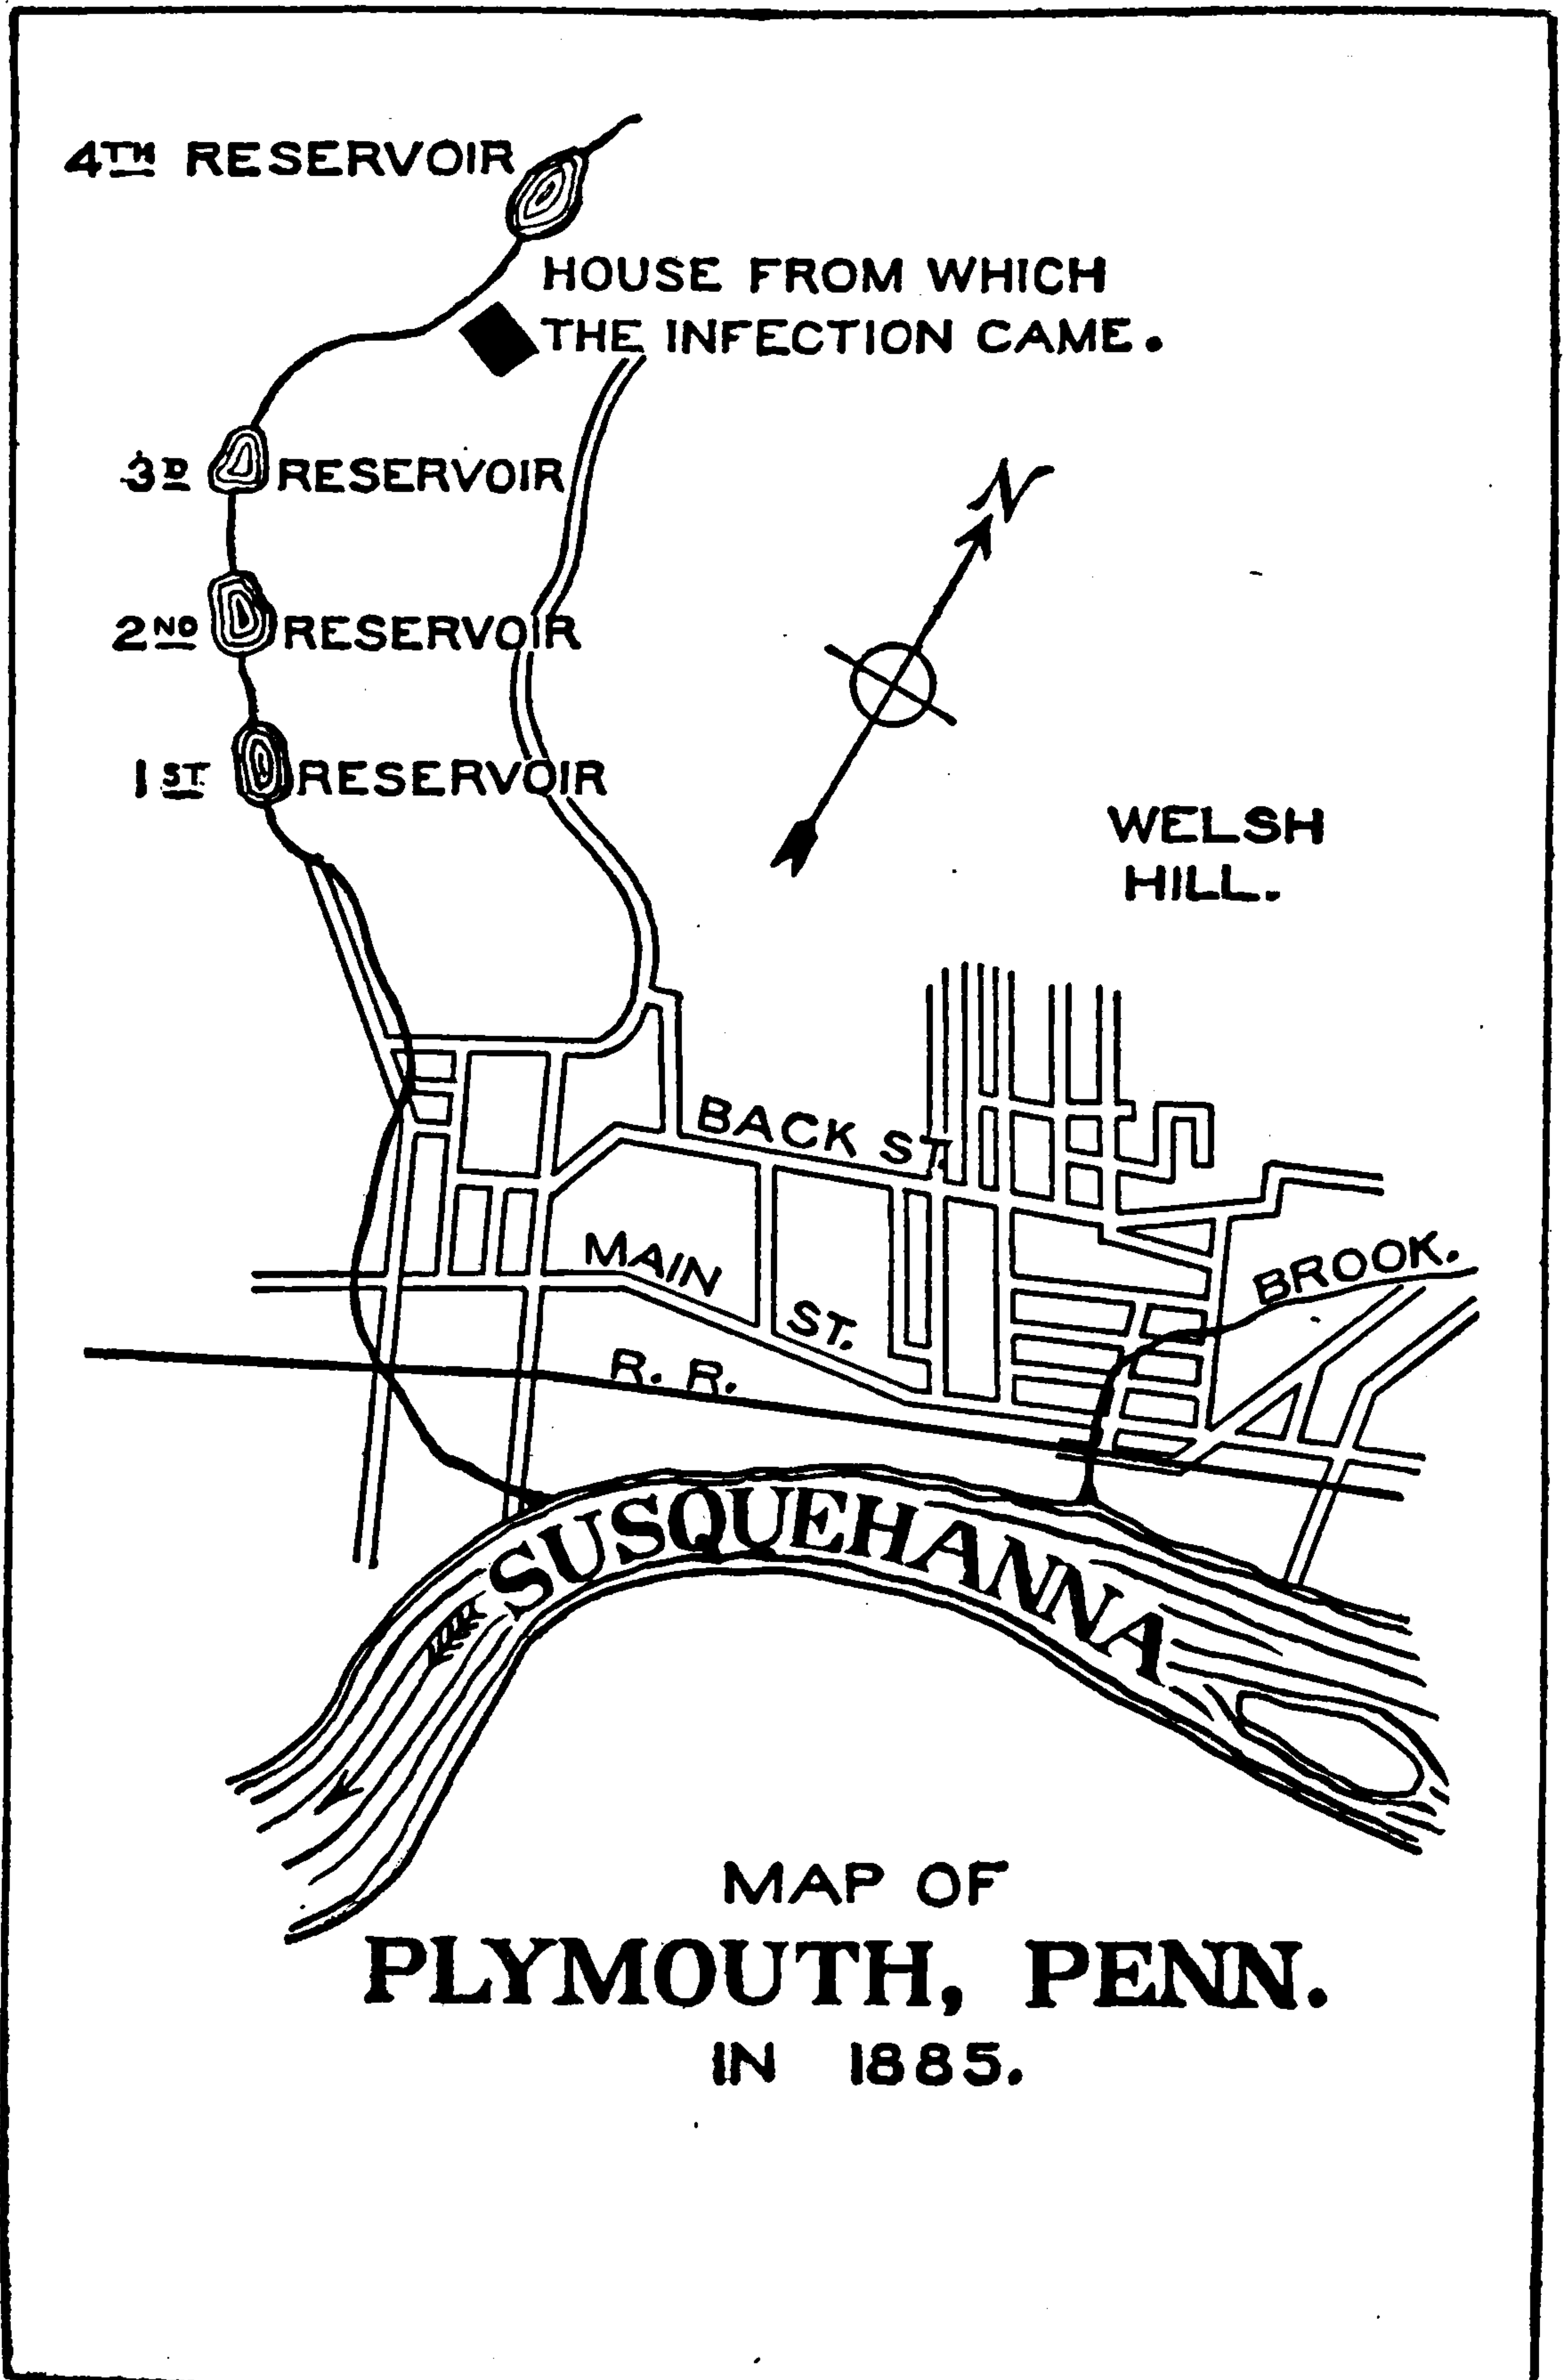 4TH RESERVOIR
HOUSE FROM WHICH
THE INFECTION CAME.
3D RESERVOIR
N
2ND RESERVOIR
1ST. RESERVOIR
WELSH
HILL.
BACK ST.
MAIN ST.
BROOK.
R. R.
SUSQUEHANNA
MAP OF
PLYMOUTH, PENN.
IN 1885.